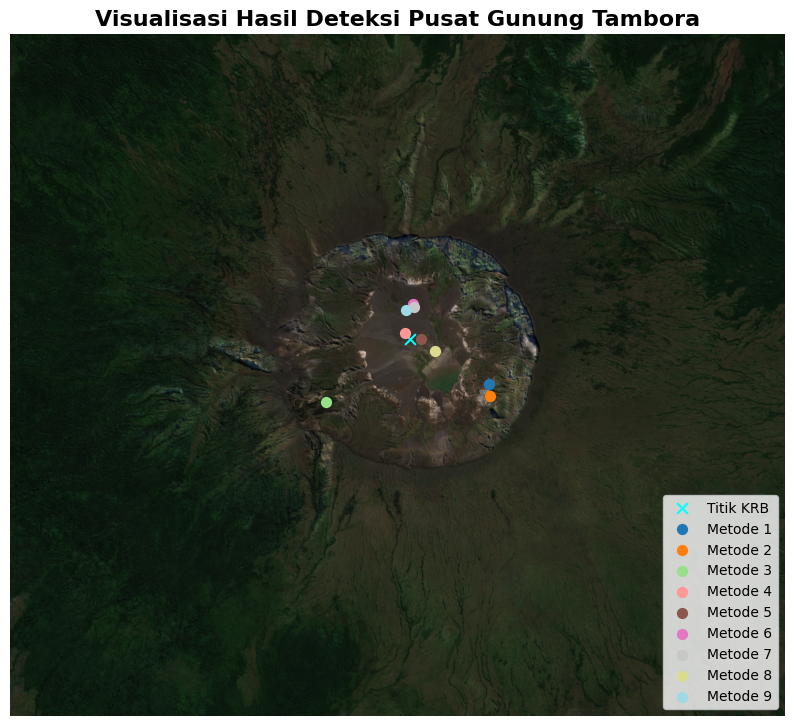 Visualisasi Hasil Deteksi Pusat Gunung Tambora
Titik KRB
Metode 1
Metode 2
Metode 3
Metode 4
Metode 5
Metode 6
Metode 7
Metode 8
Metode 9